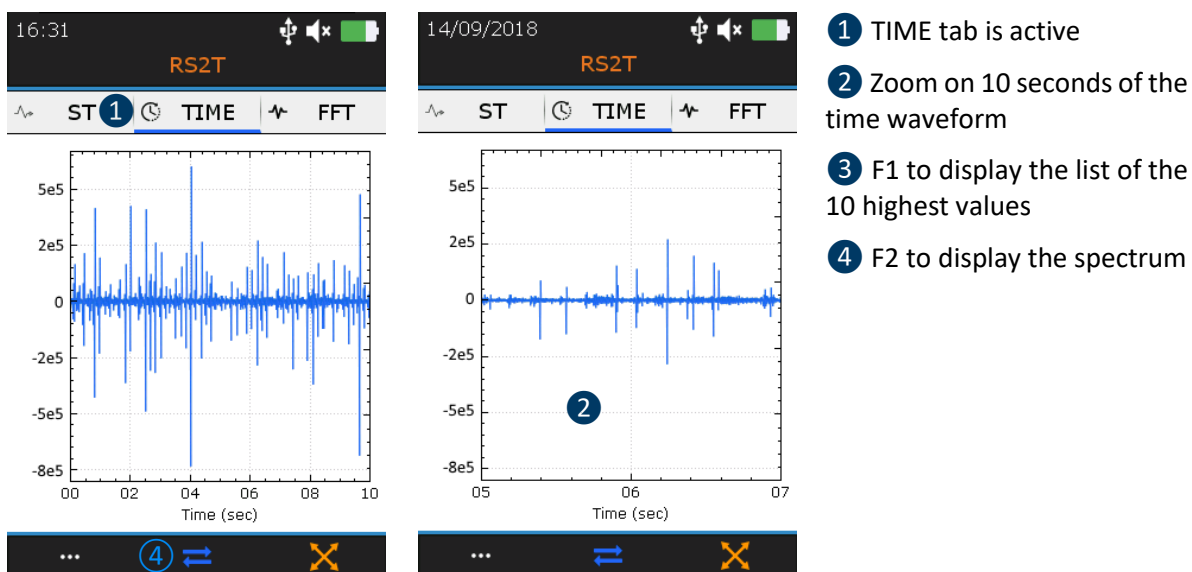 16:31
RS2T
ST 1 TIME FFT
5e5
2e5
0
-2e5
-5e5
-8e5
00 02 04 06 08 10
Time (sec)
... 4
14/09/2018
RS2T
ST TIME FFT
5e5
2e5
0
-2e5
-5e5
2
-8e5
05 06 07
Time (sec)
...
1 TIME tab is active
2 Zoom on 10 seconds of the
time waveform
3 F1 to display the list of the
10 highest values
4 F2 to display the spectrum